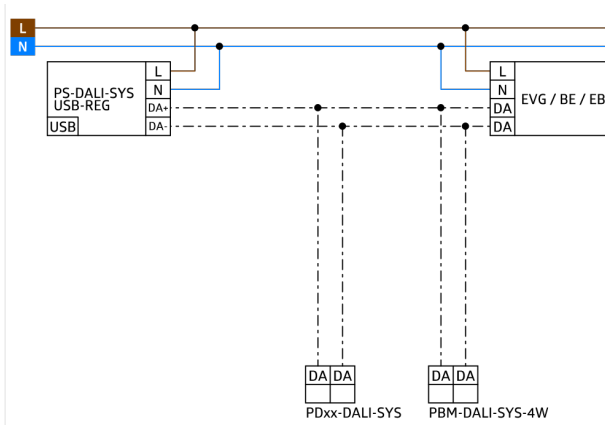 L
N
PS-DALI-SYS
USB-REG
USB
L
N
DA+
DA-
L
N
DA
DA
EVG / BE / EB
DA DA
PDxx-DALI-SYS
DA DA
PBM-DALI-SYS-4W